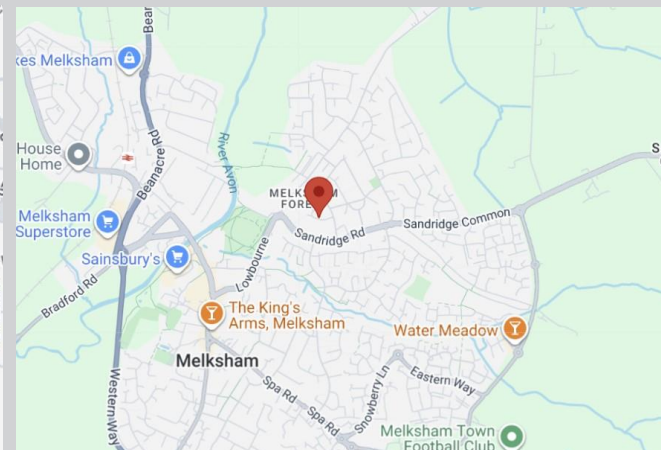 Bear
kes Melksham
House
Home
Beanacre Rd
River Avon
MELKS M
FORE
Melksham
Superstore
Sainsbury's
Bradford Rd
Lowbourne
Sandridge Rd
Sandridge Common
S
The King's
Arms, Melksham
Water Meadow
Melksham
Western Way
Spa Rd
Spa Rd
Snowberry Ln
Eastern Way
Melksham Town
Football Club